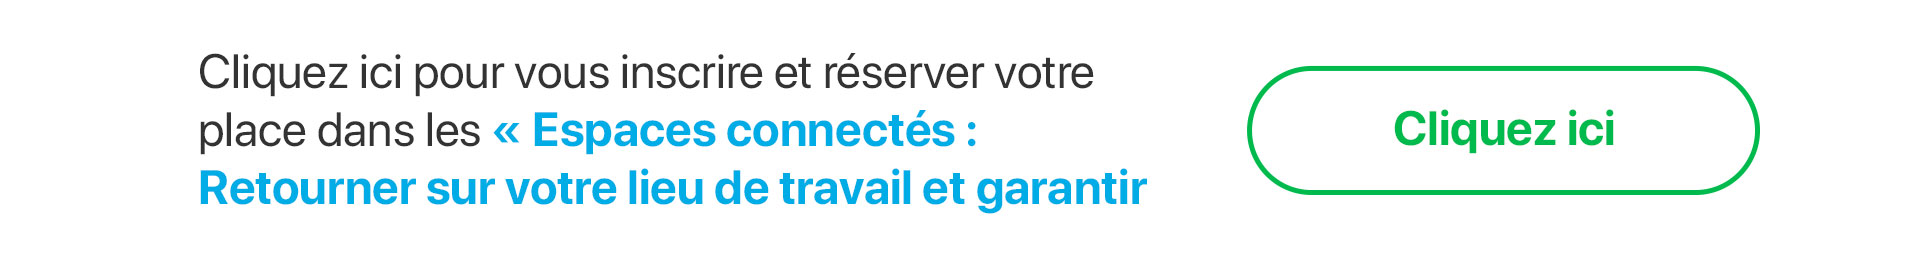 Cliquez ici pour vous inscrire et réserver votre
place dans les « Espaces connectés :
Retourner sur votre lieu de travail et garantir
Cliquez ici